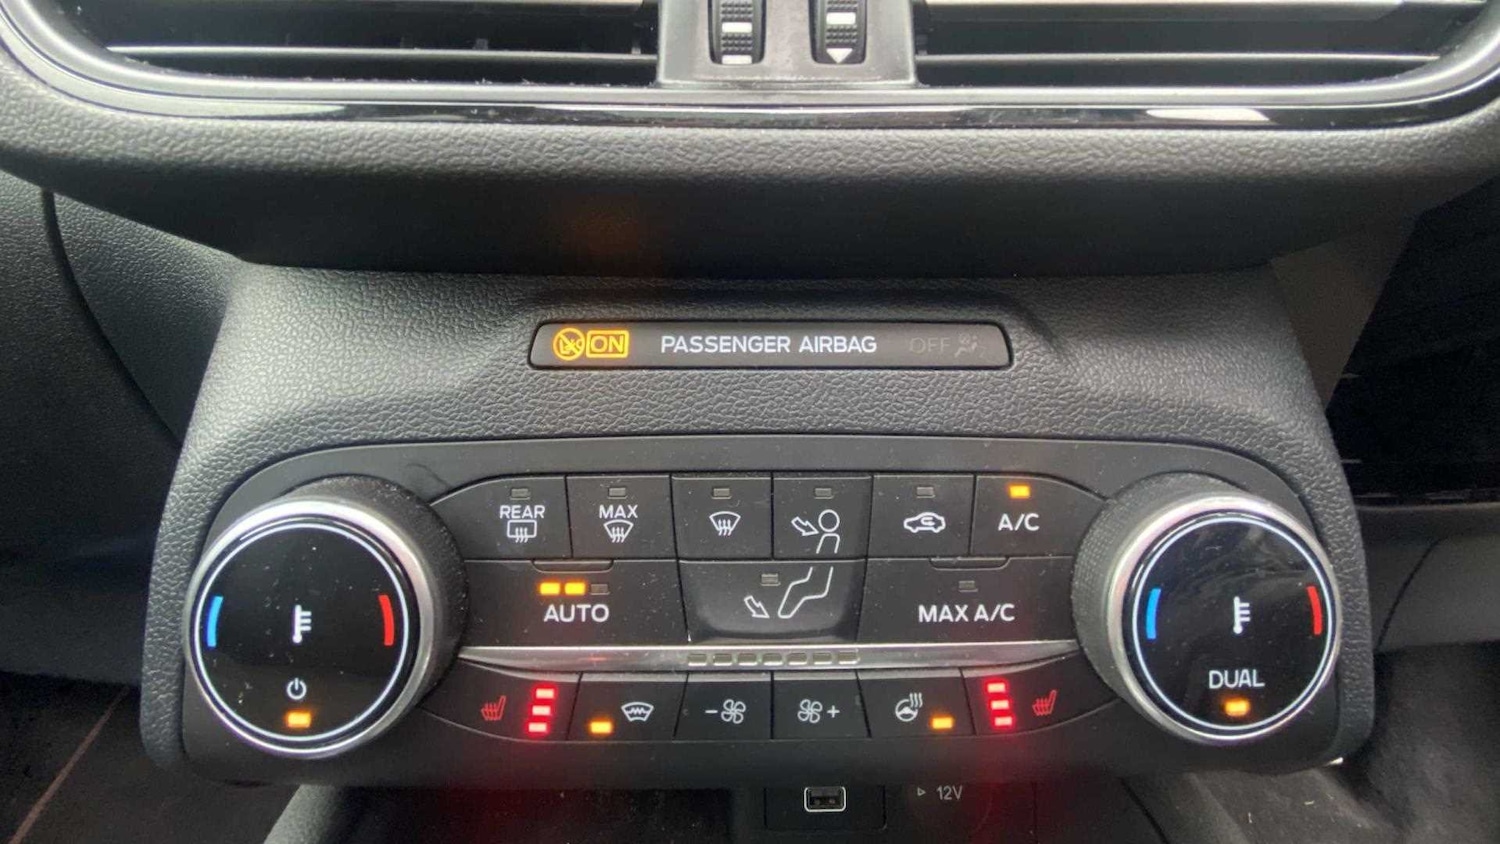 ON PASSENGER AIRBAG OFF
REAR
MAX
A/C
AUTO
MAX A/C
DUAL
- +
12V